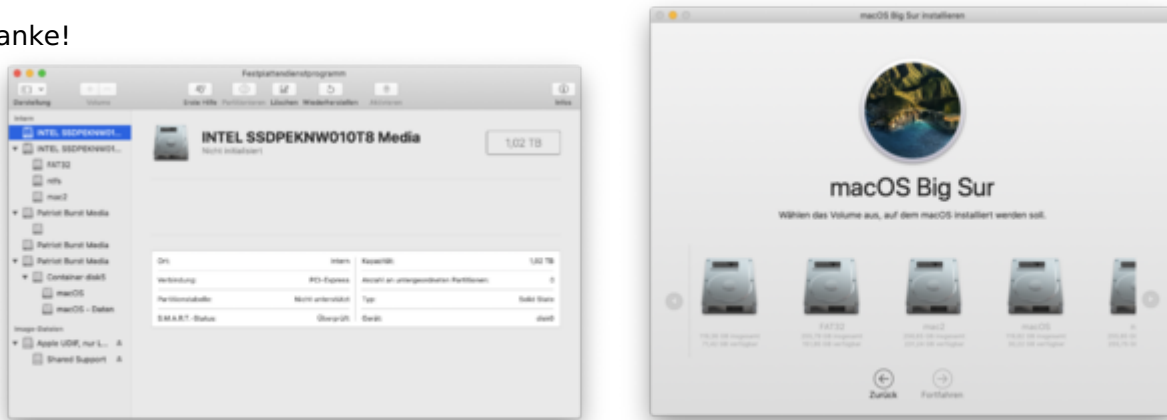 anke!
Festplattendienstprogramm
Darstellung Volume Erste Hilfe Partitionieren Löschen Wiederherstellen Aktivieren Infos
Intern
INTEL SSDPEKNW01...
INTEL SSDPEKNW01...
FAT32
ntfs
mac2
Patriot Burst Media
Patriot Burst Media
Patriot Burst Media
Container disk5
macOS
macOS - Daten
Image-Dateien
Apple UDIF, nur L...
Shared Support
INTEL SSDPEKNW010T8 Media
Nicht initialisiert
1,02 TB
Ort: Intern Kapazität: 1,02 TB
Verbindung: PCI-Express Anzahl an untergeordneten Partitionen: 0
Partitionstabelle: Nicht unterstützt Typ: Solid State
S.M.A.R.T.-Status: Überprüft Gerät: disk0
macOS Big Sur installieren
macOS Big Sur
Wählen das Volume aus, auf dem macOS installiert werden soll.
FAT32 mac2 macOS
Zurück Fortfahren